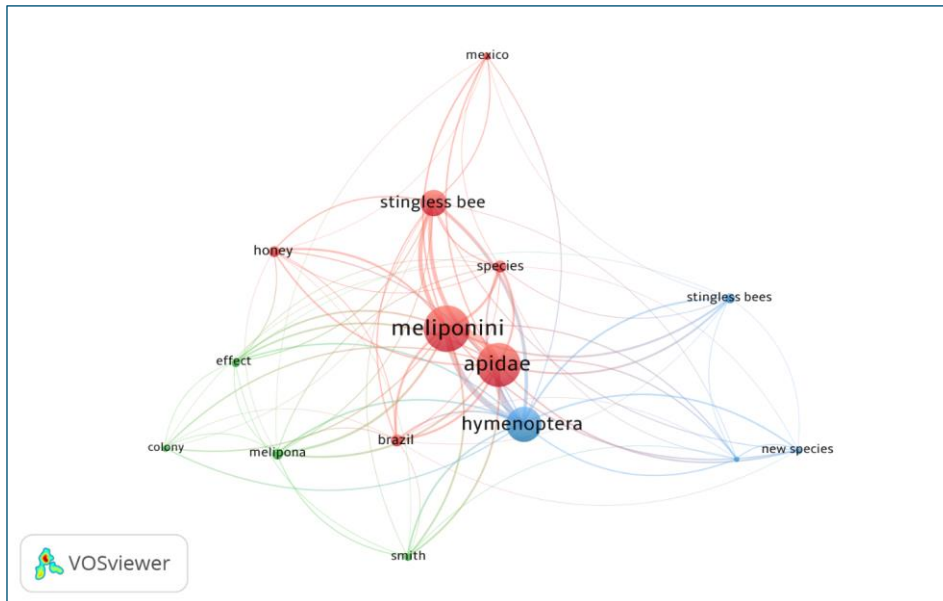 mexico
stingless bee
honey
species
stingless bees
meliponini
effect
apidae
hymenoptera
brazil
colony
melipona
new species
smith
VOSviewer